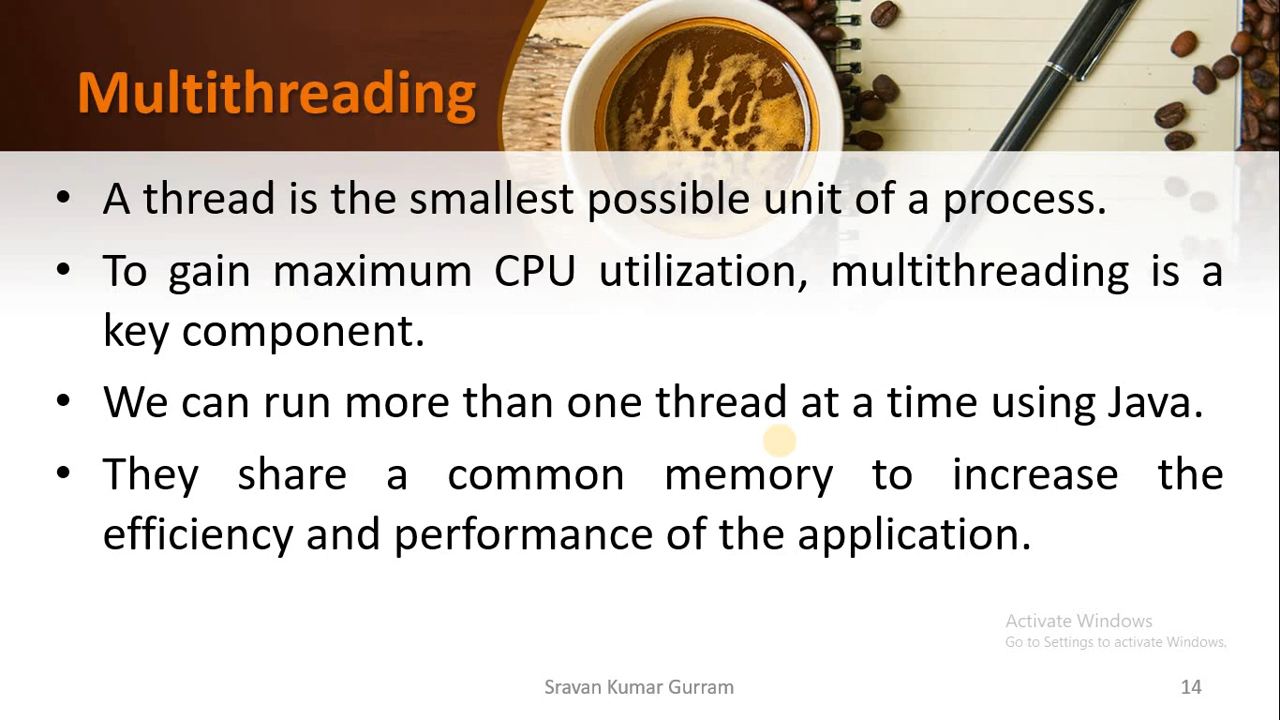 Multithreading
• A thread is the smallest possible unit of a process.
• To gain maximum CPU utilization, multithreading is a
key component.
• We can run more than one thread at a time using Java.
• They share a common memory to increase the
efficiency and performance of the application.
Activate Windows
Go to Settings to activate Windows.
Sravan Kumar Gurram
14